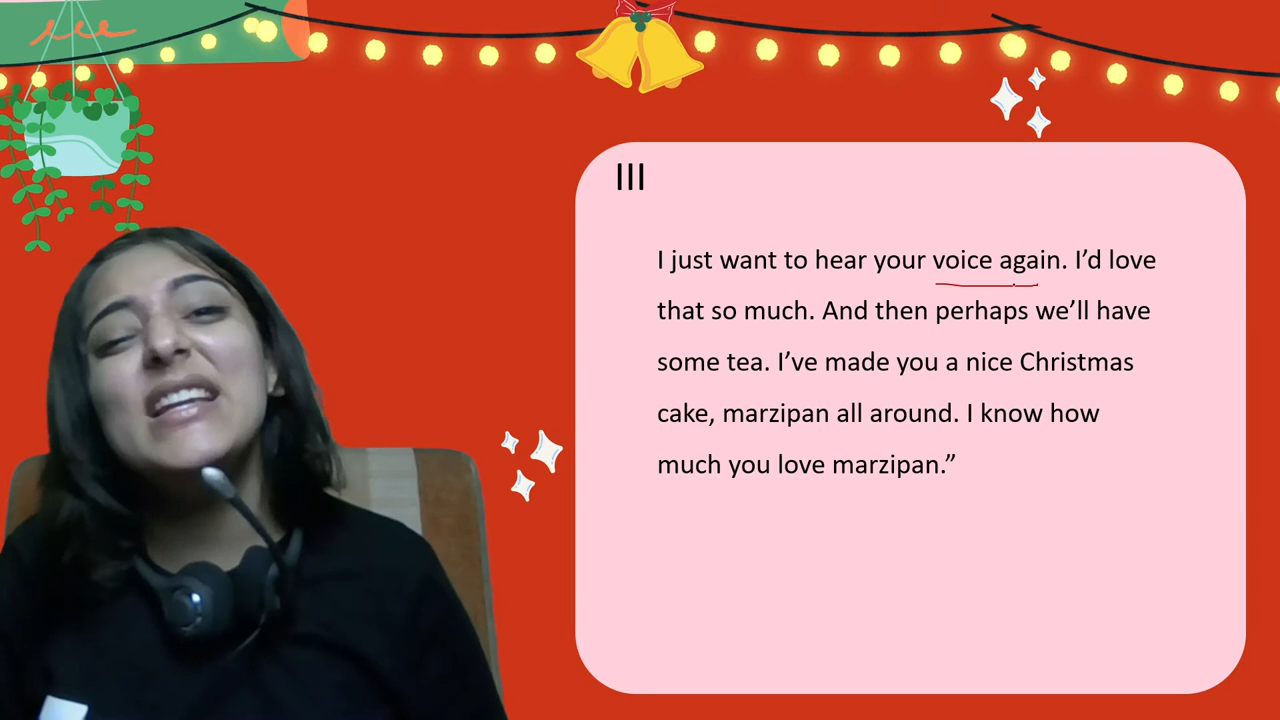 III
I just want to hear your voice again. I’d love
that so much. And then perhaps we’ll have
some tea. I’ve made you a nice Christmas
cake, marzipan all around. I know how
much you love marzipan.”